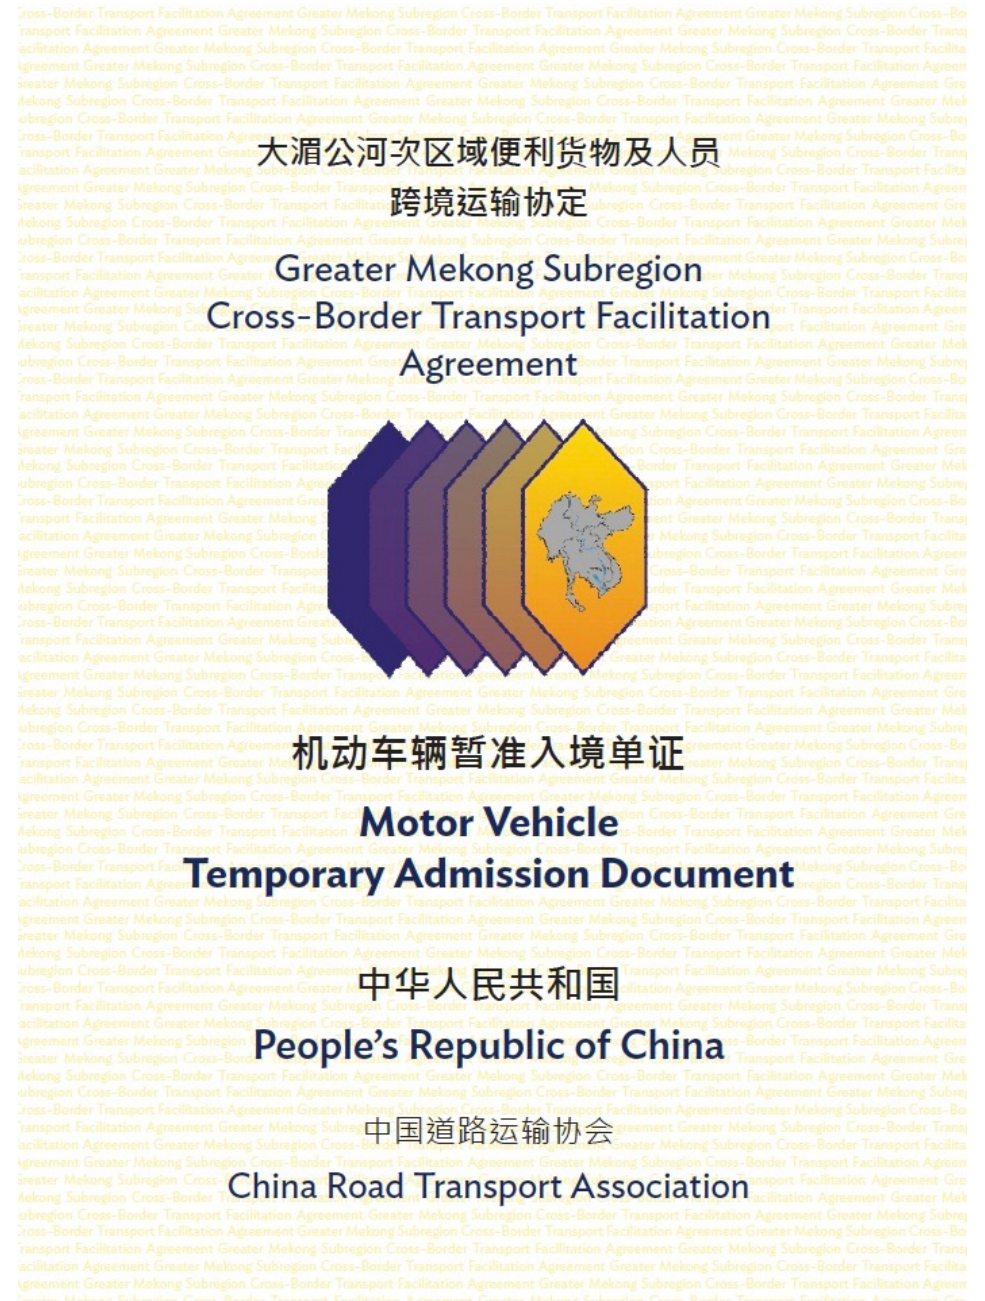 大湄公河次区域便利货物及人员
跨境运输协定
Greater Mekong Subregion
Cross-Border Transport Facilitation
Agreement
机动车辆暂准入境单证
Motor Vehicle
Temporary Admission Document
中华人民共和国
People's Republic of China
中国道路运输协会
China Road Transport Association